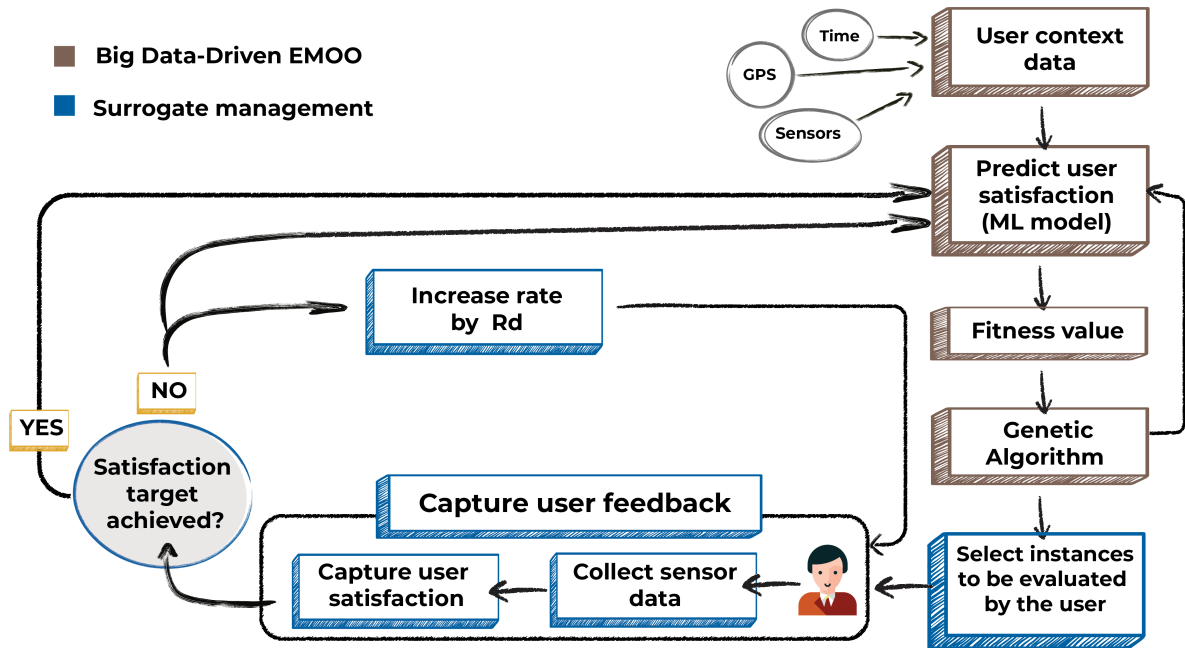 Big Data-Driven EMOO
Surrogate management
Time
GPS
Sensors
User context
data
Predict user
satisfaction
(ML model)
Increase rate
by Rd
Fitness value
NO
YES
Genetic
Algorithm
Satisfaction
target
achieved?
Capture user feedback
Capture user
satisfaction
Collect sensor
data
Select instances
to be evaluated
by the user